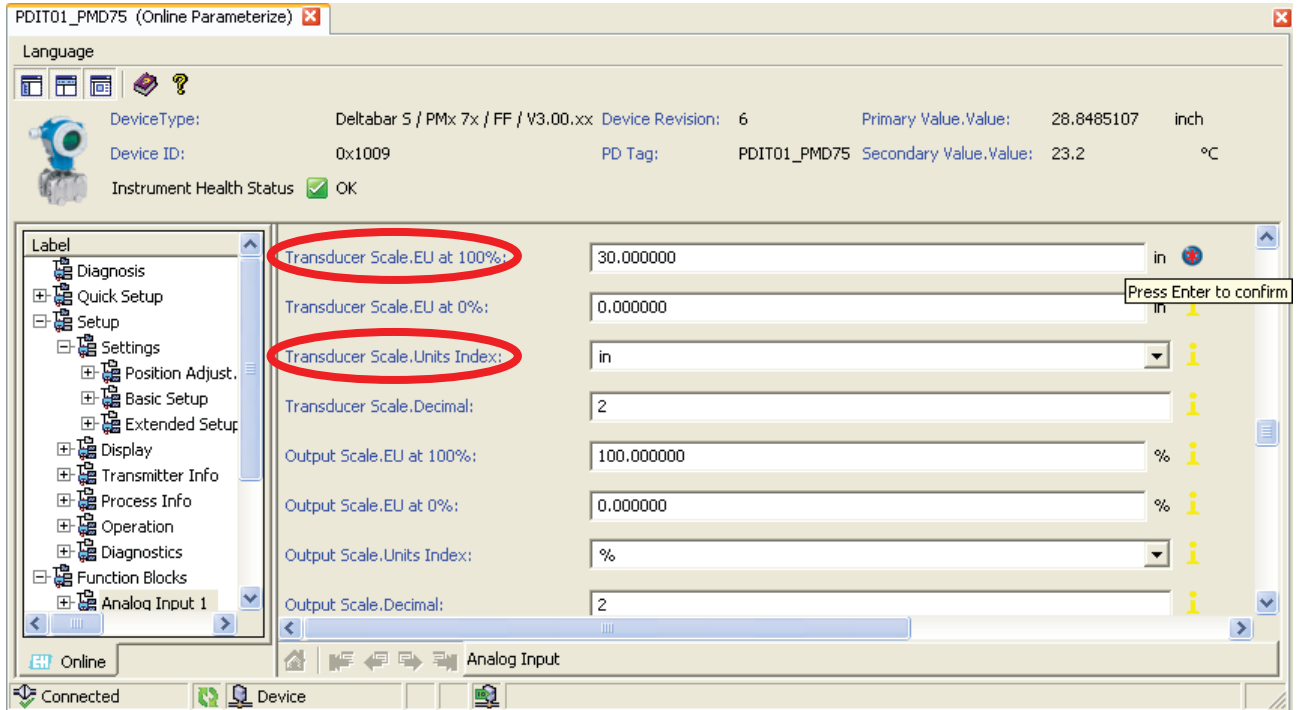 PDIT01_PMD75 (Online Parameterize)
Language
DeviceType: Deltabar S / PMx 7x / FF / V3.00.xx Device Revision: 6 Primary Value.Value: 28.8485107 inch
Device ID: 0x1009 PD Tag: PDIT01_PMD75 Secondary Value.Value: 23.2 °C
Instrument Health Status OK
Label
Diagnosis
Quick Setup
Setup
Settings
Position Adjust.
Basic Setup
Extended Setup
Display
Transmitter Info
Process Info
Operation
Diagnostics
Function Blocks
Analog Input 1
Online
Transducer Scale.EU at 100%: 30.000000 in
Press Enter to confirm
Transducer Scale.EU at 0%: 0.000000 in
Transducer Scale.Units Index: in
Transducer Scale.Decimal: 2
Output Scale.EU at 100%: 100.000000 %
Output Scale.EU at 0%: 0.000000 %
Output Scale.Units Index: %
Output Scale.Decimal: 2
Analog Input
Connected Device